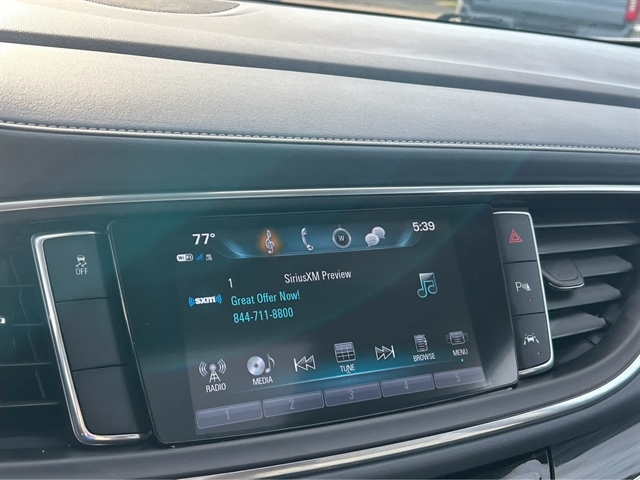 77°
W
5:39
WiFi
OFF
1
SiriusXM Preview
((sxm))
Great Offer Now!
844-711-8800
P
RADIO
MEDIA
TUNE
BROWSE
MENU
1 2 3 4 5